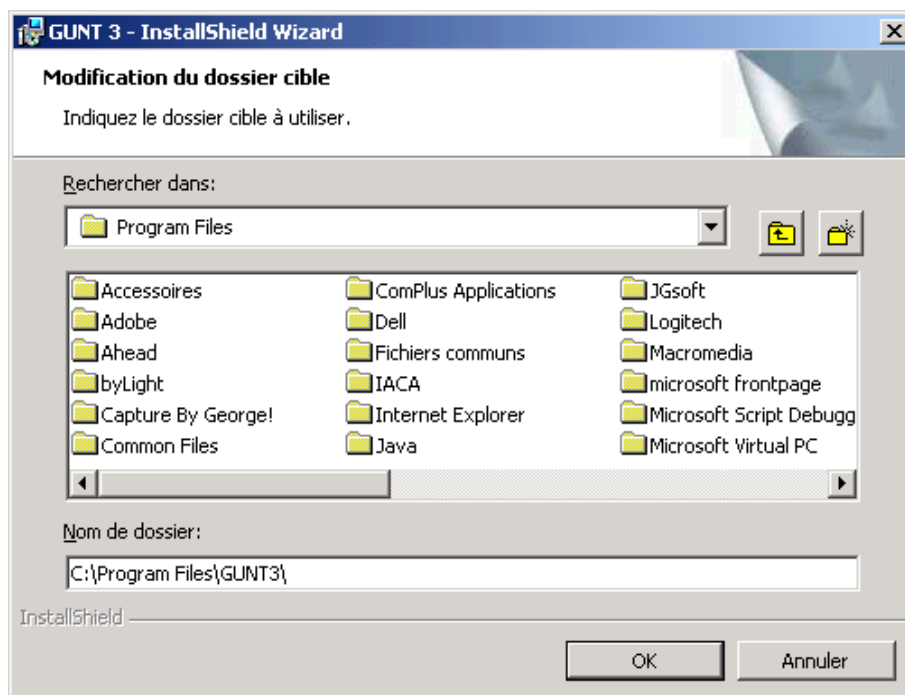 GUNT 3 - InstallShield Wizard
Modification du dossier cible
Indiquez le dossier cible à utiliser.
Rechercher dans:
Program Files
Accessoires ComPlus Applications JGsoft
Adobe Dell Logitech
Ahead Fichiers communs Macromedia
byLight IACA microsoft frontpage
Capture By George! Internet Explorer Microsoft Script Debugg
Common Files Java Microsoft Virtual PC
Nom de dossier:
C:\Program Files\GUNT3\
InstallShield
OK Annuler